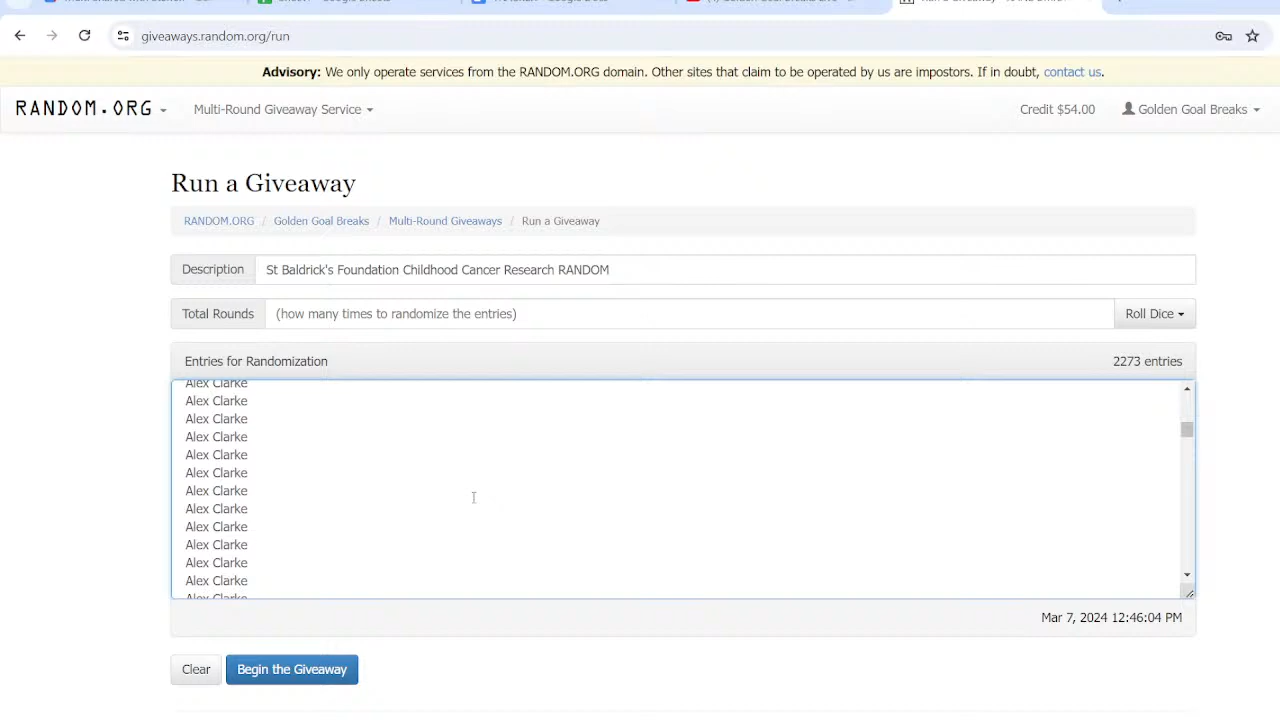 giveaways.random.org/run
Advisory: We only operate services from the RANDOM.ORG domain. Other sites that claim to be operated by us are impostors. If in doubt, contact us.
RANDOM.ORG Multi-Round Giveaway Service Credit $54.00 Golden Goal Breaks
Run a Giveaway
RANDOM.ORG / Golden Goal Breaks / Multi-Round Giveaways / Run a Giveaway
Description St Baldrick's Foundation Childhood Cancer Research RANDOM
Total Rounds (how many times to randomize the entries) Roll Dice
Entries for Randomization 2273 entries
Alex Clarke
Alex Clarke
Alex Clarke
Alex Clarke
Alex Clarke
Alex Clarke
Alex Clarke
Alex Clarke
Alex Clarke
Alex Clarke
Alex Clarke
Alex Clarke
Alex Clarke
Mar 7, 2024 12:46:04 PM
Clear Begin the Giveaway